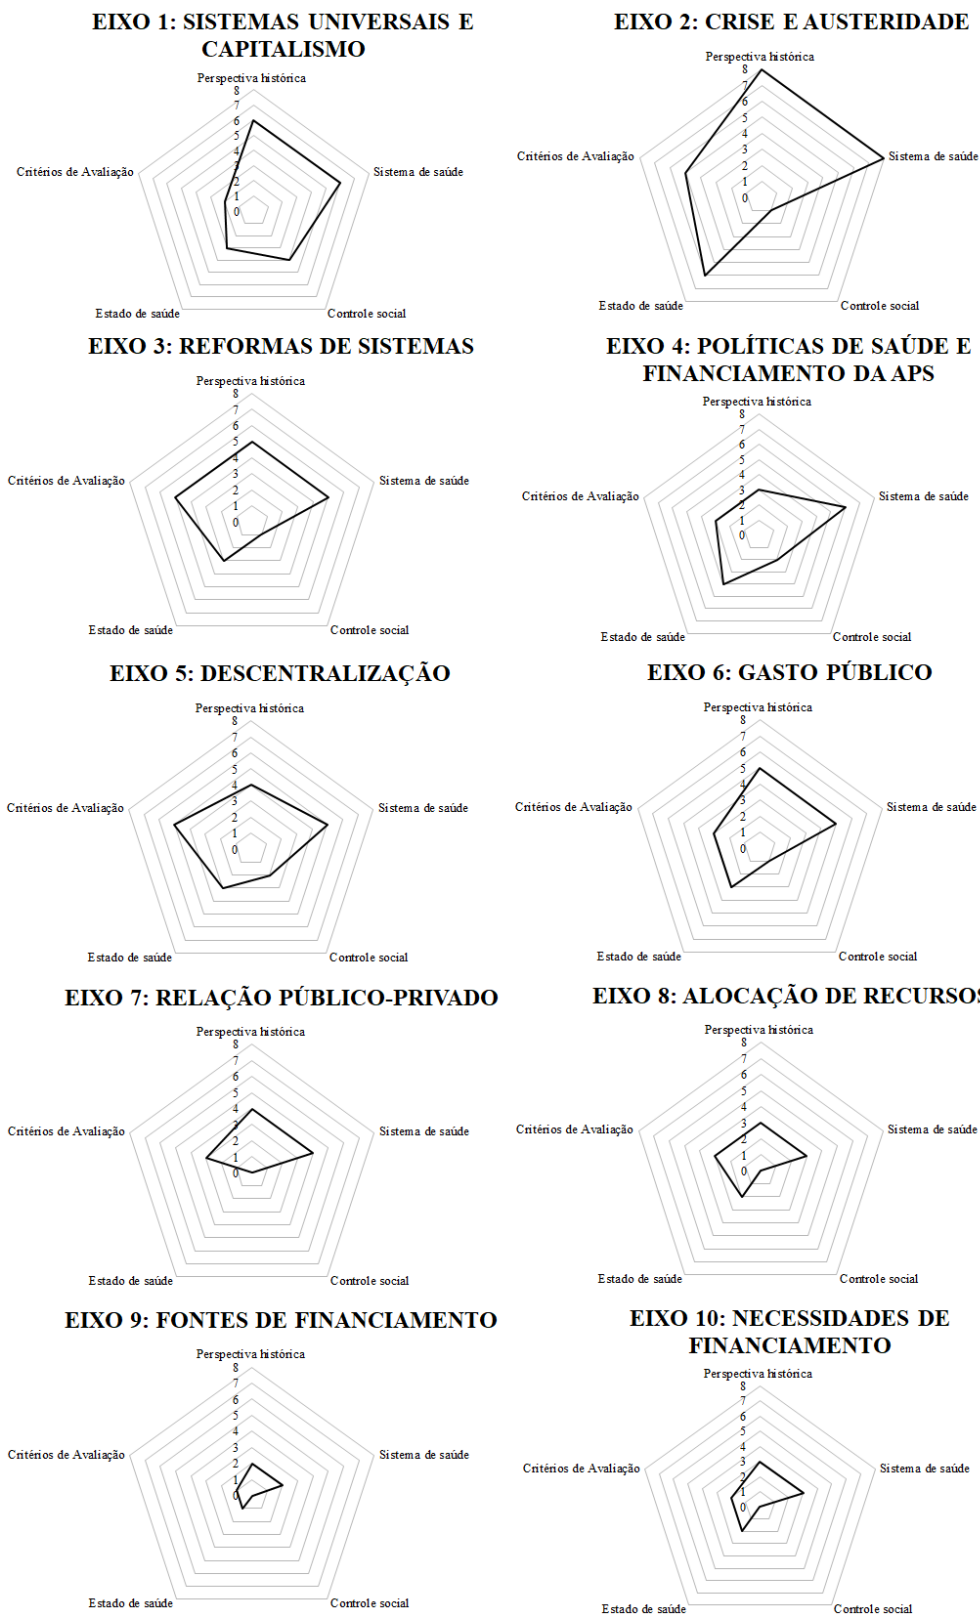 EIXO 1: SISTEMAS UNIVERSAIS E
CAPITALISMO
Perspectiva histórica
8
7
6
5
4
3
2
1
0
Sistema de saúde
Controle social
Estado de saúde
Critérios de Avaliação
EIXO 2: CRISE E AUSTERIDADE
Perspectiva histórica
8
7
6
5
4
3
2
1
0
Sistema de saúde
Controle social
Estado de saúde
Critérios de Avaliação
EIXO 3: REFORMAS DE SISTEMAS
Perspectiva histórica
8
7
6
5
4
3
2
1
0
Sistema de saúde
Controle social
Estado de saúde
Critérios de Avaliação
EIXO 4: POLÍTICAS DE SAÚDE E
FINANCIAMENTO DA APS
Perspectiva histórica
8
7
6
5
4
3
2
1
0
Sistema de saúde
Controle social
Estado de saúde
Critérios de Avaliação
EIXO 5: DESCENTRALIZAÇÃO
Perspectiva histórica
8
7
6
5
4
3
2
1
0
Sistema de saúde
Controle social
Estado de saúde
Critérios de Avaliação
EIXO 6: GASTO PÚBLICO
Perspectiva histórica
8
7
6
5
4
3
2
1
0
Sistema de saúde
Controle social
Estado de saúde
Critérios de Avaliação
EIXO 7: RELAÇÃO PÚBLICO-PRIVADO
Perspectiva histórica
8
7
6
5
4
3
2
1
0
Sistema de saúde
Controle social
Estado de saúde
Critérios de Avaliação
EIXO 8: ALOCAÇÃO DE RECURSOS
Perspectiva histórica
8
7
6
5
4
3
2
1
0
Sistema de saúde
Controle social
Estado de saúde
Critérios de Avaliação
EIXO 9: FONTES DE FINANCIAMENTO
Perspectiva histórica
8
7
6
5
4
3
2
1
0
Sistema de saúde
Controle social
Estado de saúde
Critérios de Avaliação
EIXO 10: NECESSIDADES DE
FINANCIAMENTO
Perspectiva histórica
8
7
6
5
4
3
2
1
0
Sistema de saúde
Controle social
Estado de saúde
Critérios de Avaliação